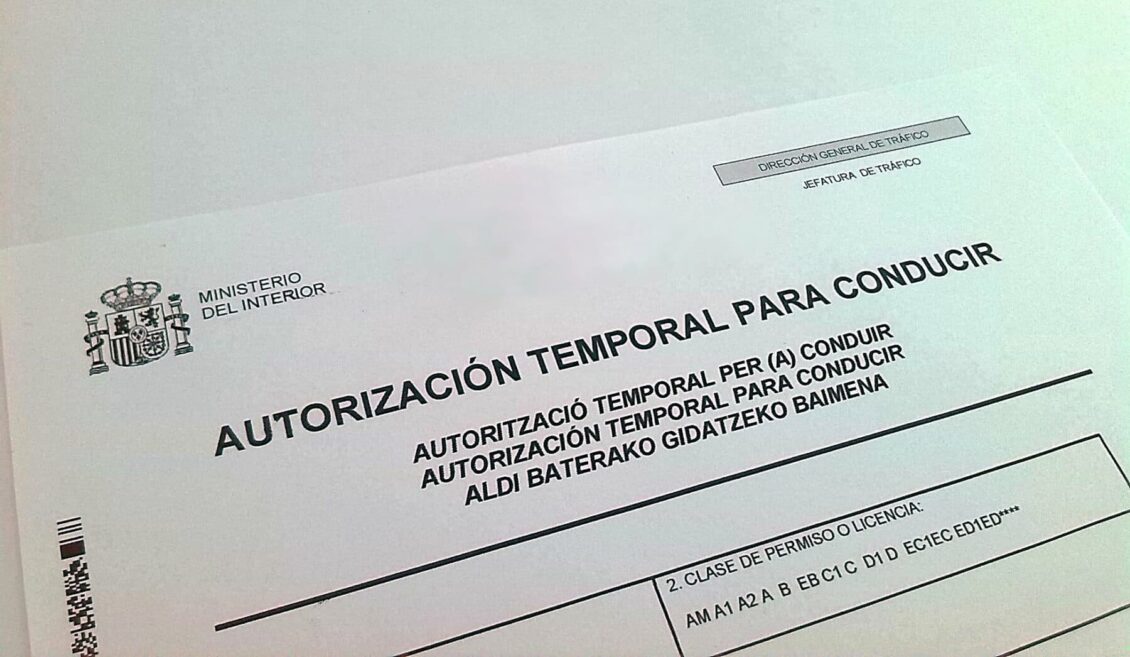 DIRECCIÓN GENERAL DE TRÁFICO
JEFATURA DE TRÁFICO
MINISTERIO
DEL INTERIOR
AUTORIZACIÓN TEMPORAL PARA CONDUCIR
AUTORITZACIÓ TEMPORAL PER (A) CONDUIR
AUTORIZACIÓN TEMPORAL PARA CONDUCIR
ALDI BATERAKO GIDATZEKO BAIMENA
2. CLASE DE PERMISO O LICENCIA:
AM A1 A2 A B EB C1 C D1 D EC1EC ED1ED****